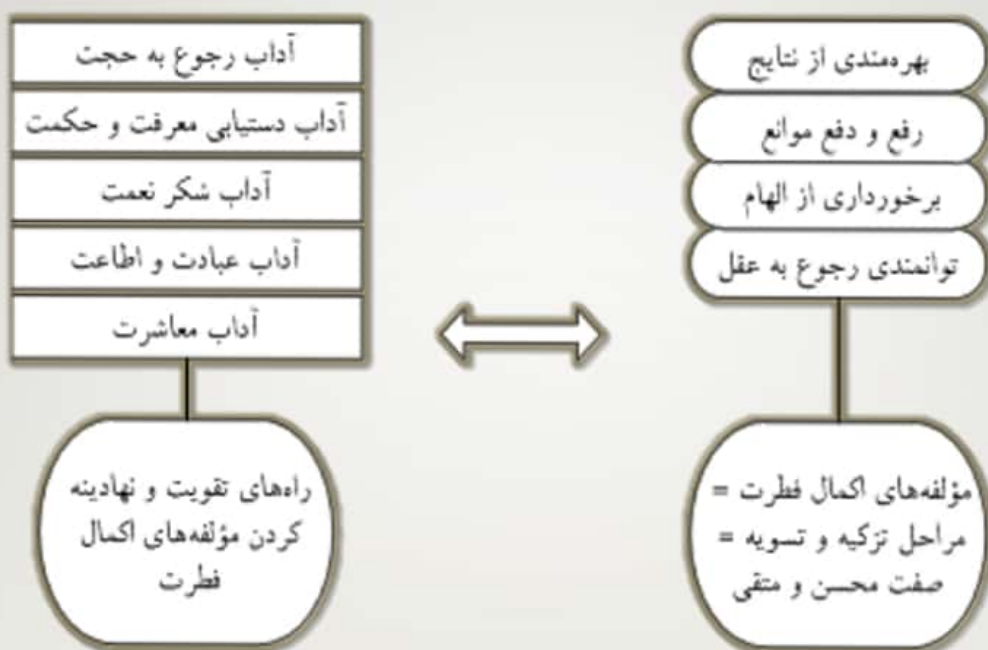 بهره‌مندی از نتایج
رفع و دفع موانع
برخورداری از الهام
توانمندی رجوع به عقل
مؤلفه‌های اکمال فطرت =
مراحل تزکیه و تسویه =
صفت محسن و متقی
آداب رجوع به حجت
آداب دستیابی معرفت و حکمت
آداب شکر نعمت
آداب عبادت و اطاعت
آداب معاشرت
راه‌های تقویت و نهادینه
کردن مؤلفه‌های اکمال
فطرت